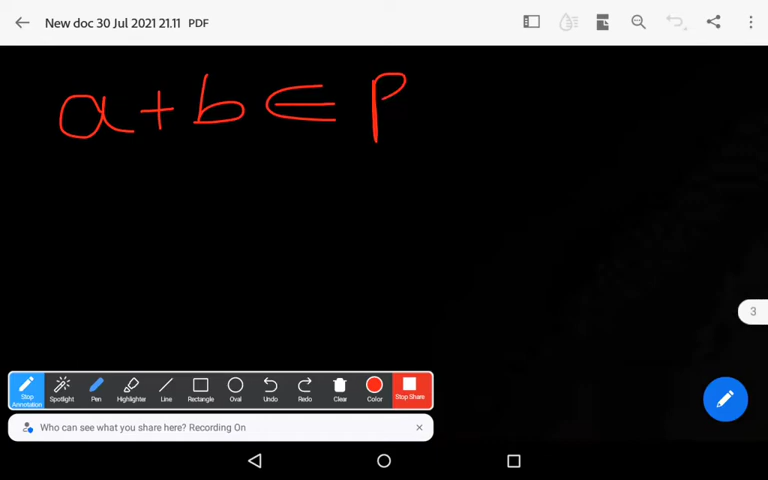 New doc 30 Jul 2021 21.11 PDF
a + b ∈ P
3
Stop Annotation Spotlight Pen Highlighter Line Rectangle Oval Undo Redo Clear Color Stop Share
Who can see what you share here? Recording On